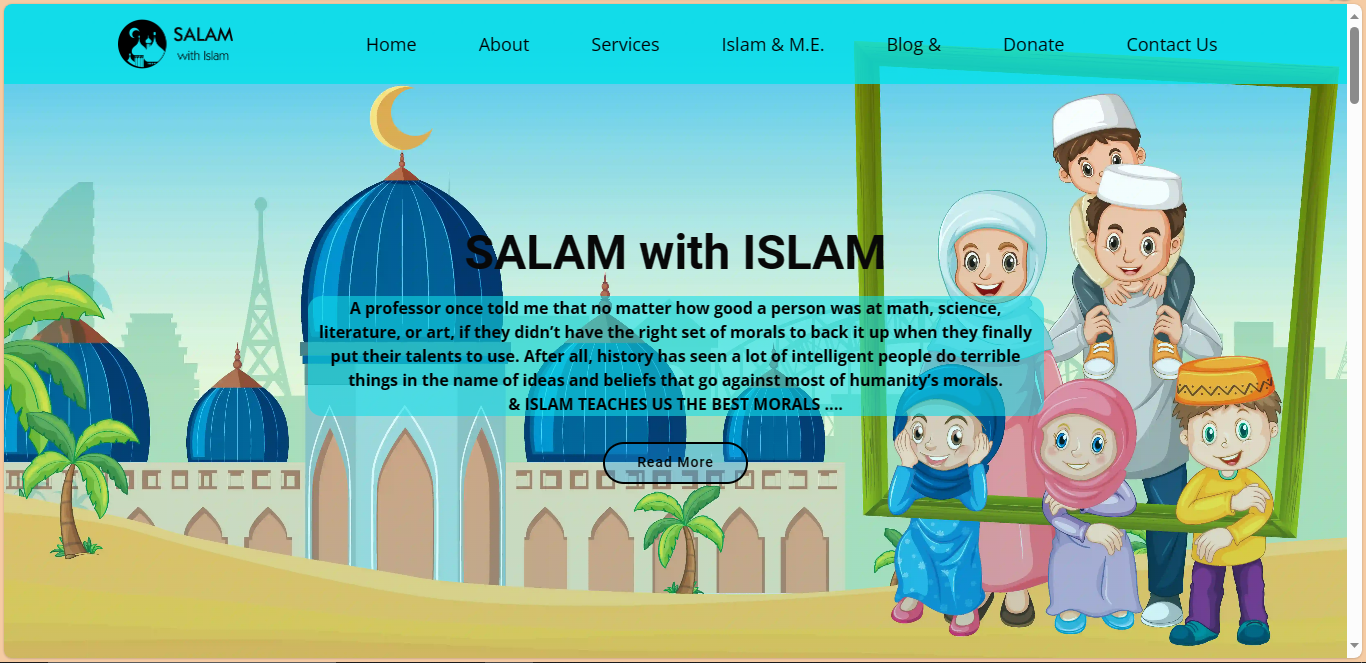 SALAM
with Islam
Home About Services Islam & M.E. Blog & Donate Contact Us
SALAM with ISLAM
A professor once told me that no matter how good a person was at math, science,
literature, or art, if they didn’t have the right set of morals to back it up when they finally
put their talents to use. After all, history has seen a lot of intelligent people do terrible
things in the name of ideas and beliefs that go against most of humanity’s morals.
& ISLAM TEACHES US THE BEST MORALS ....
Read More